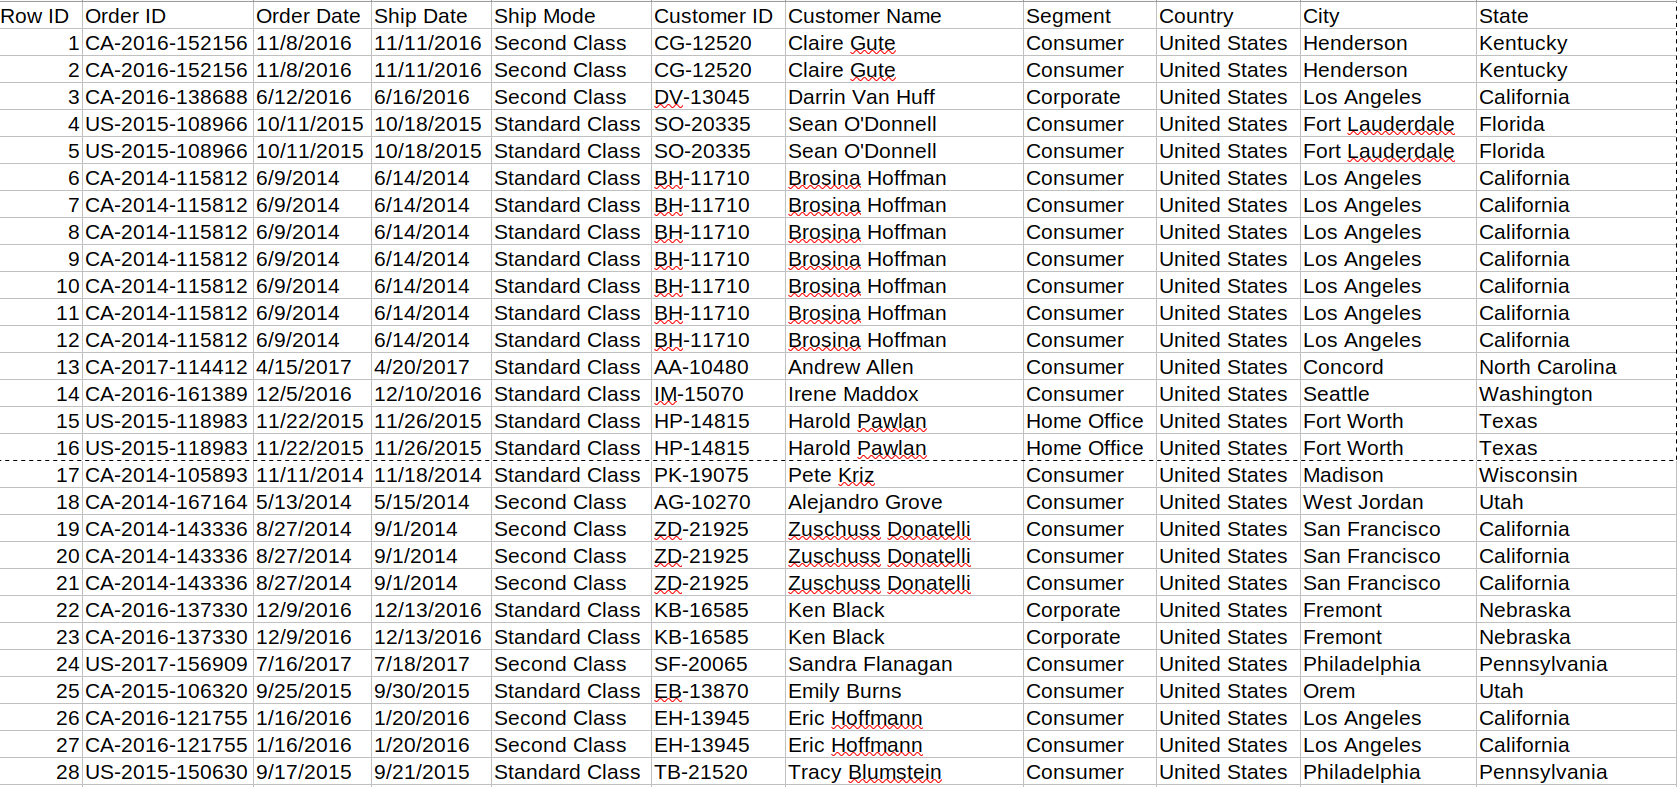 Row ID Order ID Order Date Ship Date Ship Mode Customer ID Customer Name Segment Country City State
1 CA-2016-152156 11/8/2016 11/11/2016 Second Class CG-12520 Claire Gute Consumer United States Henderson Kentucky
2 CA-2016-152156 11/8/2016 11/11/2016 Second Class CG-12520 Claire Gute Consumer United States Henderson Kentucky
3 CA-2016-138688 6/12/2016 6/16/2016 Second Class DV-13045 Darrin Van Huff Corporate United States Los Angeles California
4 US-2015-108966 10/11/2015 10/18/2015 Standard Class SO-20335 Sean O'Donnell Consumer United States Fort Lauderdale Florida
5 US-2015-108966 10/11/2015 10/18/2015 Standard Class SO-20335 Sean O'Donnell Consumer United States Fort Lauderdale Florida
6 CA-2014-115812 6/9/2014 6/14/2014 Standard Class BH-11710 Brosina Hoffman Consumer United States Los Angeles California
7 CA-2014-115812 6/9/2014 6/14/2014 Standard Class BH-11710 Brosina Hoffman Consumer United States Los Angeles California
8 CA-2014-115812 6/9/2014 6/14/2014 Standard Class BH-11710 Brosina Hoffman Consumer United States Los Angeles California
9 CA-2014-115812 6/9/2014 6/14/2014 Standard Class BH-11710 Brosina Hoffman Consumer United States Los Angeles California
10 CA-2014-115812 6/9/2014 6/14/2014 Standard Class BH-11710 Brosina Hoffman Consumer United States Los Angeles California
11 CA-2014-115812 6/9/2014 6/14/2014 Standard Class BH-11710 Brosina Hoffman Consumer United States Los Angeles California
12 CA-2014-115812 6/9/2014 6/14/2014 Standard Class BH-11710 Brosina Hoffman Consumer United States Los Angeles California
13 CA-2017-114412 4/15/2017 4/20/2017 Standard Class AA-10480 Andrew Allen Consumer United States Concord North Carolina
14 CA-2016-161389 12/5/2016 12/10/2016 Standard Class IM-15070 Irene Maddox Consumer United States Seattle Washington
15 US-2015-118983 11/22/2015 11/26/2015 Standard Class HP-14815 Harold Pawlan Home Office United States Fort Worth Texas
16 US-2015-118983 11/22/2015 11/26/2015 Standard Class HP-14815 Harold Pawlan Home Office United States Fort Worth Texas
17 CA-2014-105893 11/11/2014 11/18/2014 Standard Class PK-19075 Pete Kriz Consumer United States Madison Wisconsin
18 CA-2014-167164 5/13/2014 5/15/2014 Second Class AG-10270 Alejandro Grove Consumer United States West Jordan Utah
19 CA-2014-143336 8/27/2014 9/1/2014 Second Class ZD-21925 Zuschuss Donatelli Consumer United States San Francisco California
20 CA-2014-143336 8/27/2014 9/1/2014 Second Class ZD-21925 Zuschuss Donatelli Consumer United States San Francisco California
21 CA-2014-143336 8/27/2014 9/1/2014 Second Class ZD-21925 Zuschuss Donatelli Consumer United States San Francisco California
22 CA-2016-137330 12/9/2016 12/13/2016 Standard Class KB-16585 Ken Black Corporate United States Fremont Nebraska
23 CA-2016-137330 12/9/2016 12/13/2016 Standard Class KB-16585 Ken Black Corporate United States Fremont Nebraska
24 US-2017-156909 7/16/2017 7/18/2017 Second Class SF-20065 Sandra Flanagan Consumer United States Philadelphia Pennsylvania
25 CA-2015-106320 9/25/2015 9/30/2015 Standard Class EB-13870 Emily Burns Consumer United States Orem Utah
26 CA-2016-121755 1/16/2016 1/20/2016 Second Class EH-13945 Eric Hoffmann Consumer United States Los Angeles California
27 CA-2016-121755 1/16/2016 1/20/2016 Second Class EH-13945 Eric Hoffmann Consumer United States Los Angeles California
28 US-2015-150630 9/17/2015 9/21/2015 Standard Class TB-21520 Tracy Blumstein Consumer United States Philadelphia Pennsylvania